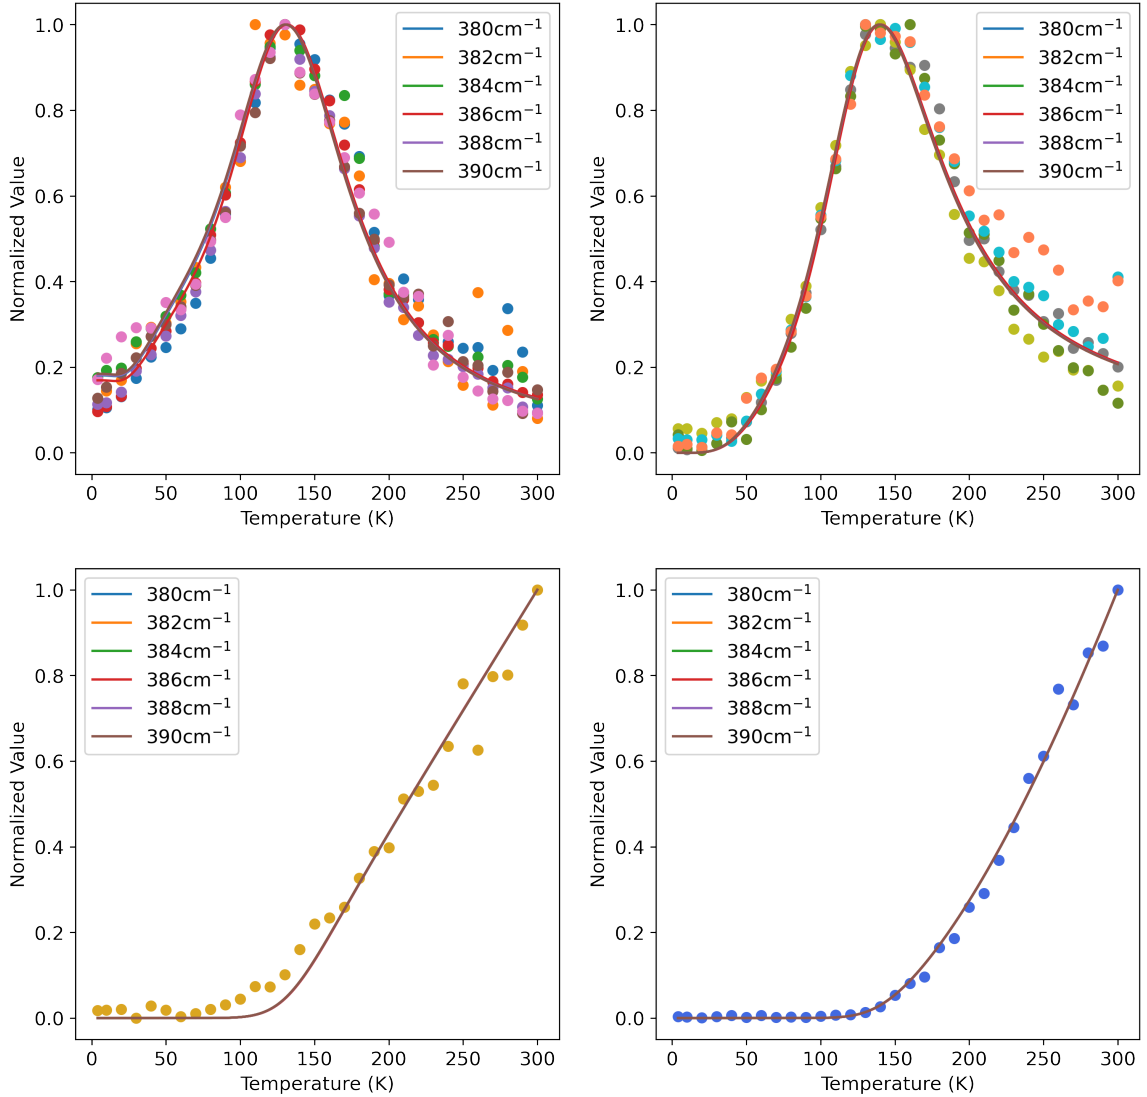 1.0
0.8
0.6
0.4
0.2
0.0
Normalized Value
0 50 100 150 200 250 300
Temperature (K)
380cm⁻¹
382cm⁻¹
384cm⁻¹
386cm⁻¹
388cm⁻¹
390cm⁻¹
1.0
0.8
0.6
0.4
0.2
0.0
Normalized Value
0 50 100 150 200 250 300
Temperature (K)
380cm⁻¹
382cm⁻¹
384cm⁻¹
386cm⁻¹
388cm⁻¹
390cm⁻¹
1.0
0.8
0.6
0.4
0.2
0.0
Normalized Value
0 50 100 150 200 250 300
Temperature (K)
380cm⁻¹
382cm⁻¹
384cm⁻¹
386cm⁻¹
388cm⁻¹
390cm⁻¹
1.0
0.8
0.6
0.4
0.2
0.0
Normalized Value
0 50 100 150 200 250 300
Temperature (K)
380cm⁻¹
382cm⁻¹
384cm⁻¹
386cm⁻¹
388cm⁻¹
390cm⁻¹